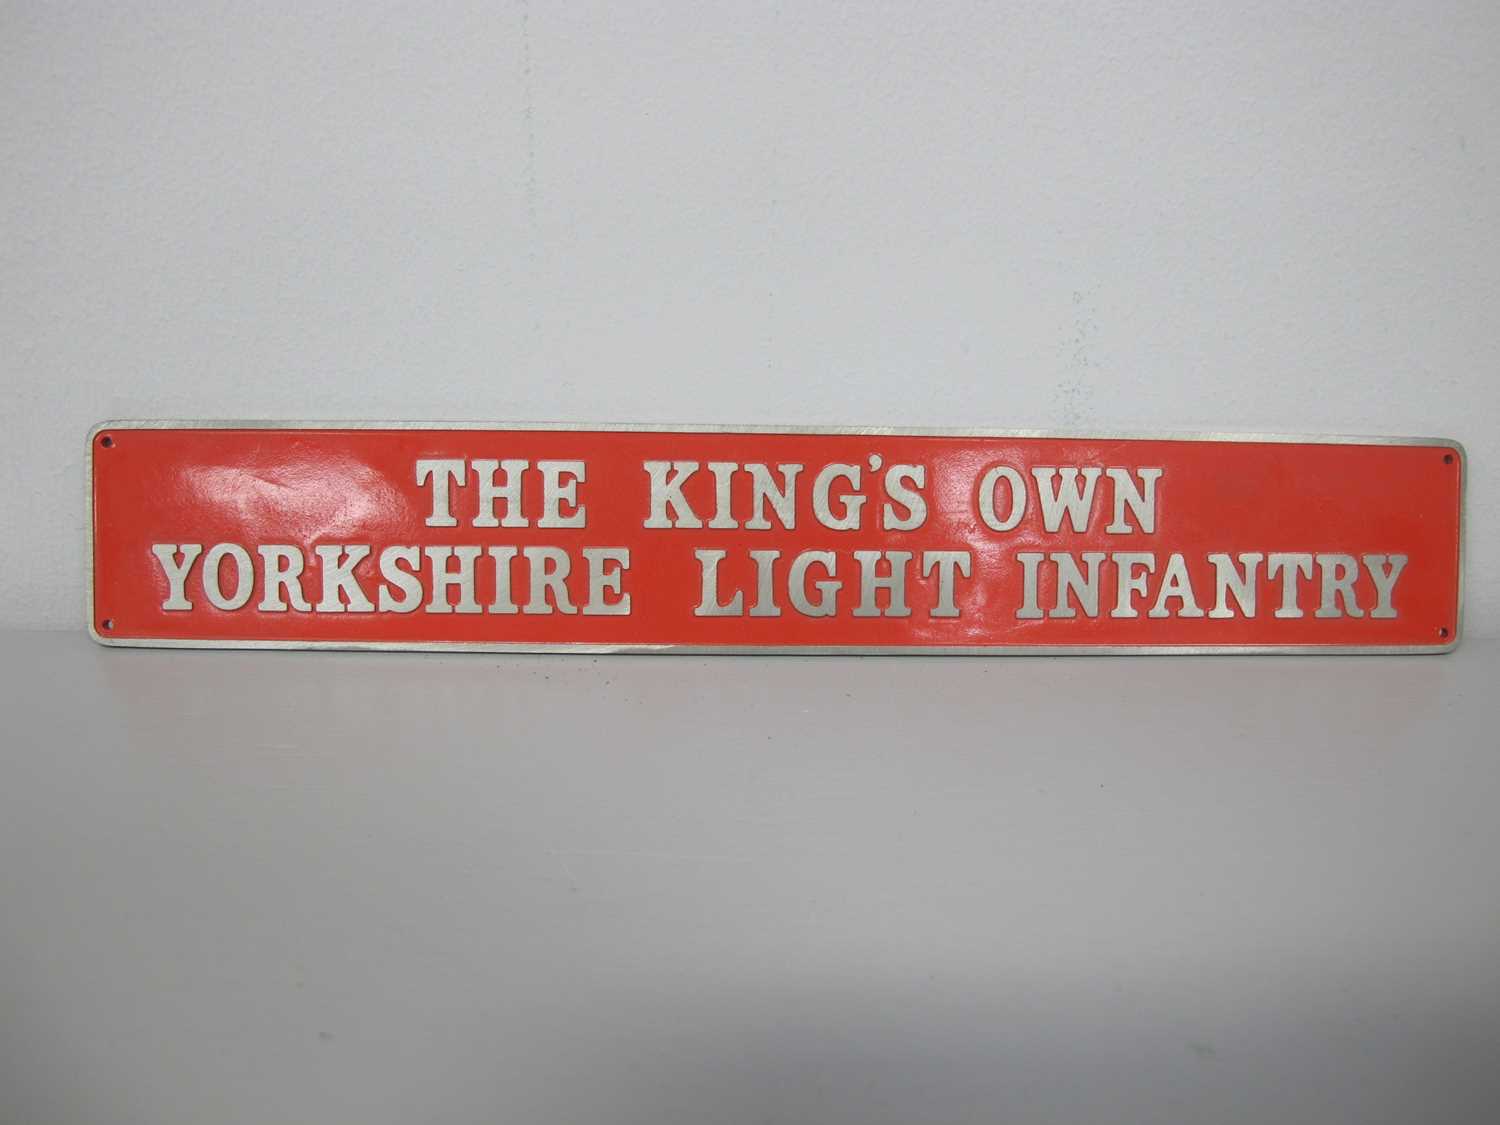 THE KING'S OWN
YORKSHIRE LIGHT INFANTRY